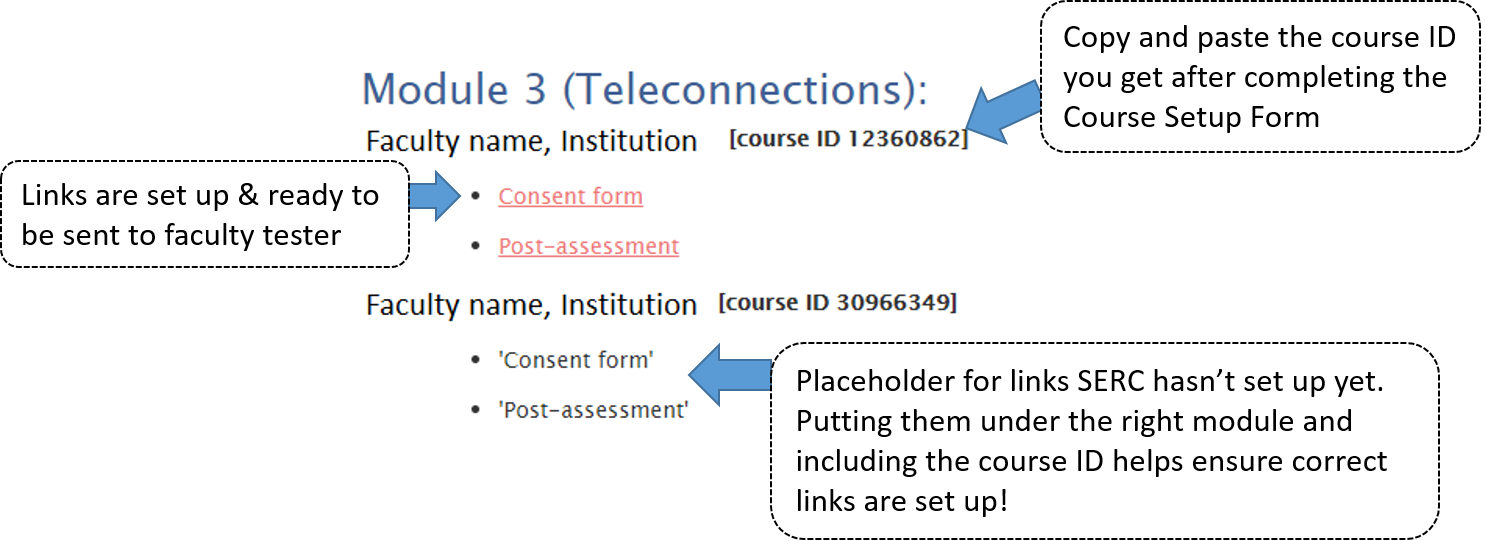 Copy and paste the course ID
you get after completing the
Course Setup Form
Module 3 (Teleconnections):
Faculty name, Institution [course ID 12360862]
Links are set up & ready to
be sent to faculty tester
• Consent form
• Post-assessment
Faculty name, Institution [course ID 30966349]
• 'Consent form'
• 'Post-assessment'
Placeholder for links SERC hasn’t set up yet.
Putting them under the right module and
including the course ID helps ensure correct
links are set up!